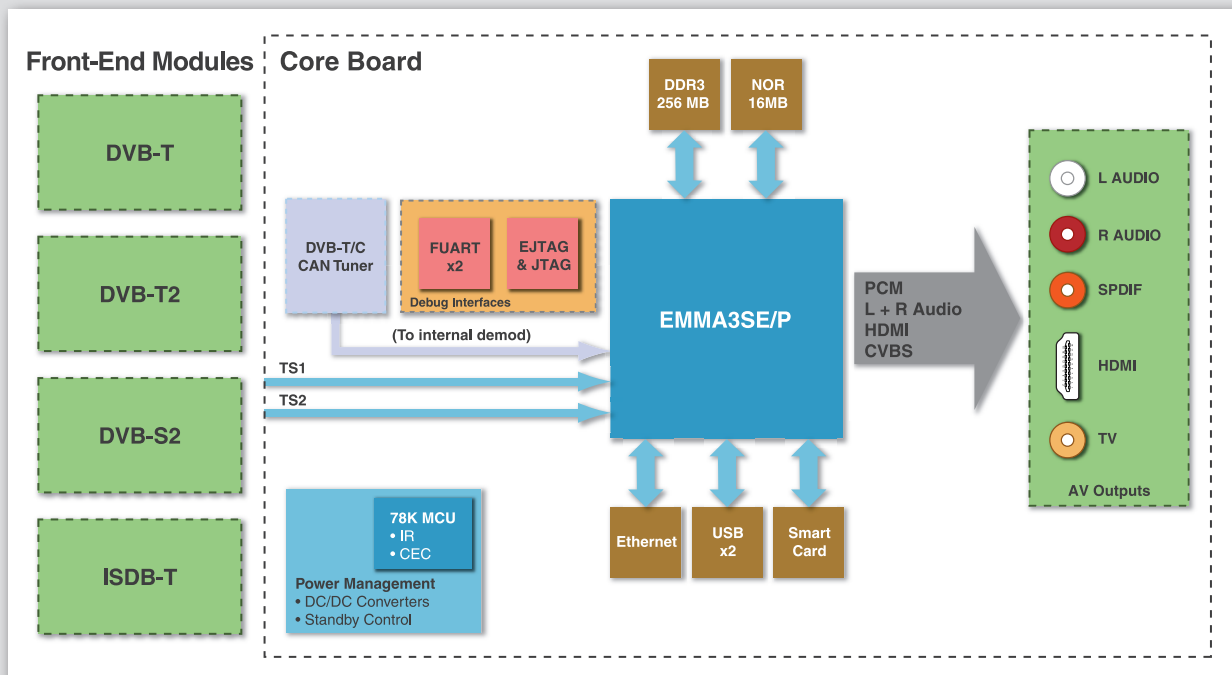 Front-End Modules
DVB-T
DVB-T2
DVB-S2
ISDB-T
Core Board
DDR3
256 MB
NOR
16MB
DVB-T/C
CAN Tuner
FUART
x2
EJTAG
& JTAG
Debug Interfaces
(To internal demod)
TS1
TS2
EMMA3SE/P
PCM
L + R Audio
HDMI
CVBS
L AUDIO
R AUDIO
SPDIF
HDMI
TV
AV Outputs
78K MCU
• IR
• CEC
Power Management
• DC/DC Converters
• Standby Control
Ethernet
USB
x2
Smart
Card